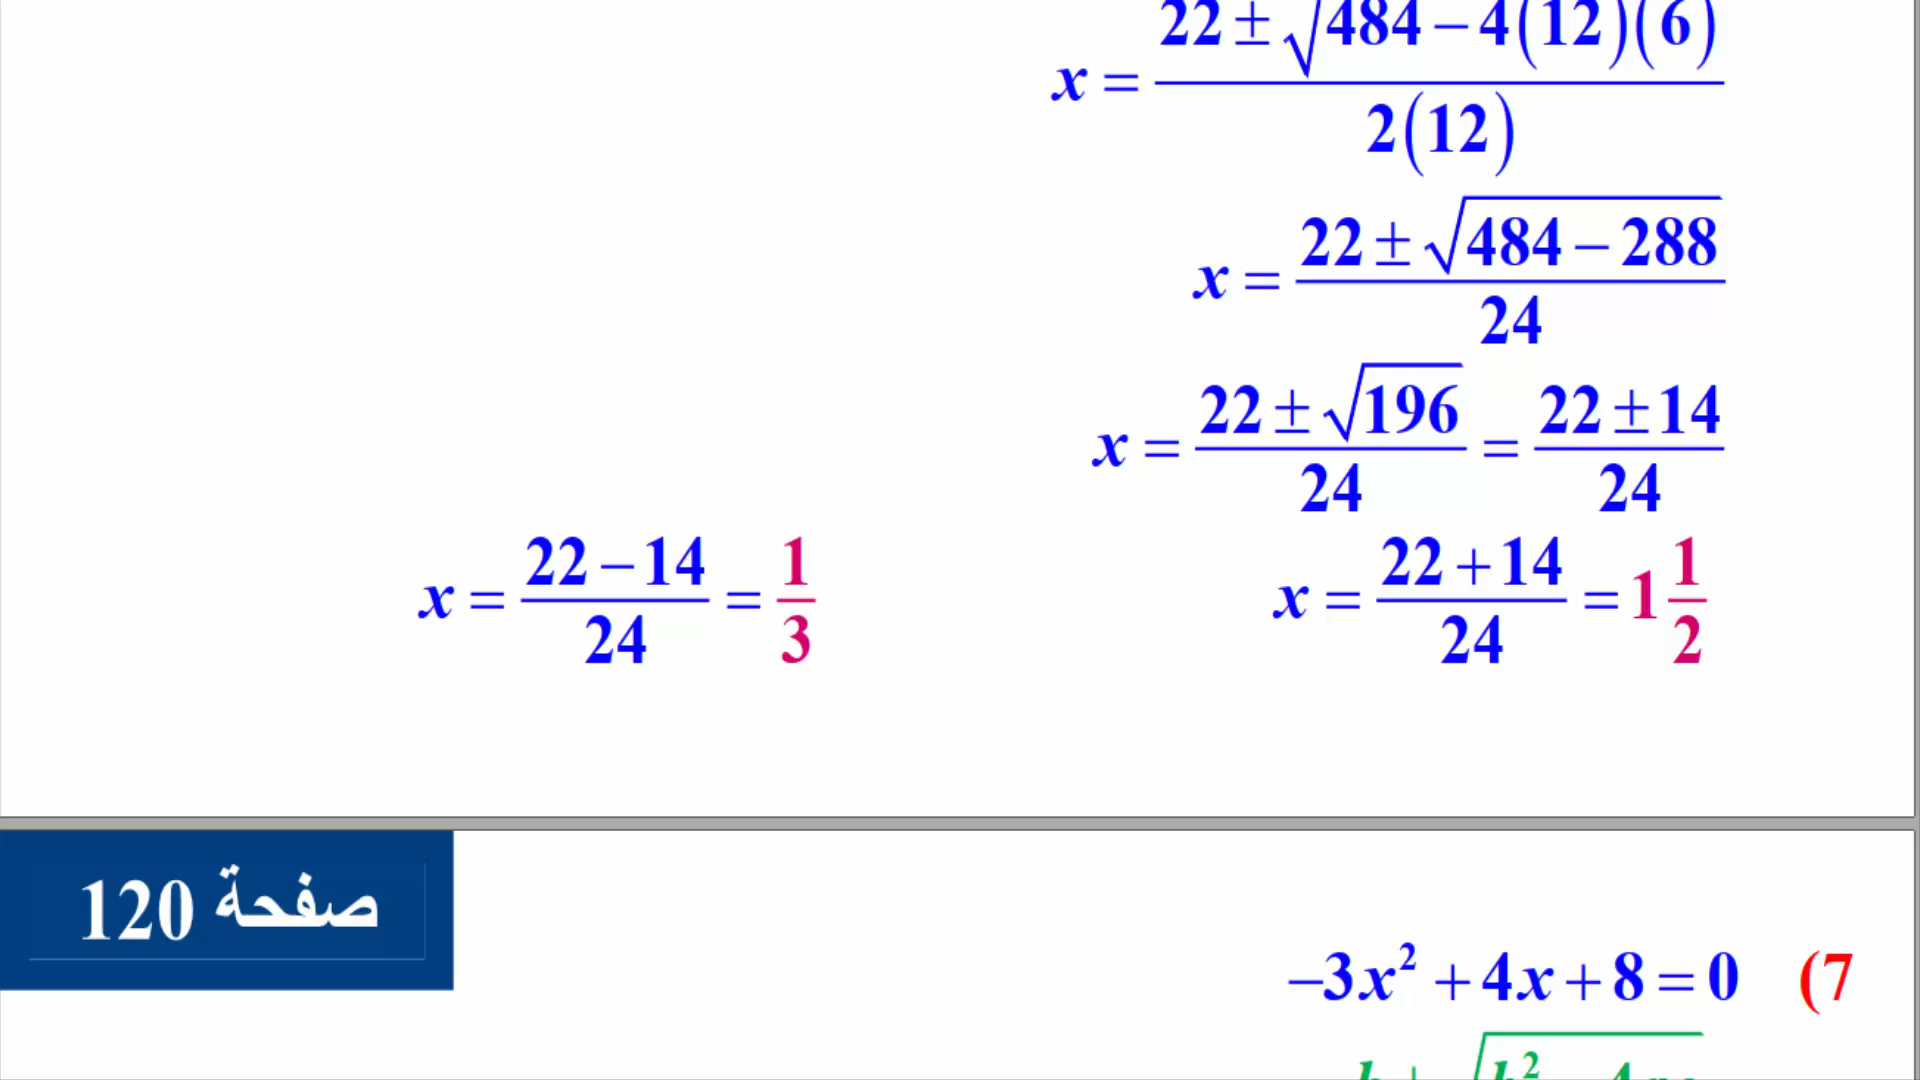 x = (22 ± √(484 − 4(12)(6))) / (2(12))
x = (22 ± √(484 − 288)) / 24
x = (22 ± √196) / 24 = (22 ± 14) / 24
x = (22 + 14) / 24 = 1 1/2
x = (22 − 14) / 24 = 1/3
صفحة 120
(7 −3x² + 4x + 8 = 0